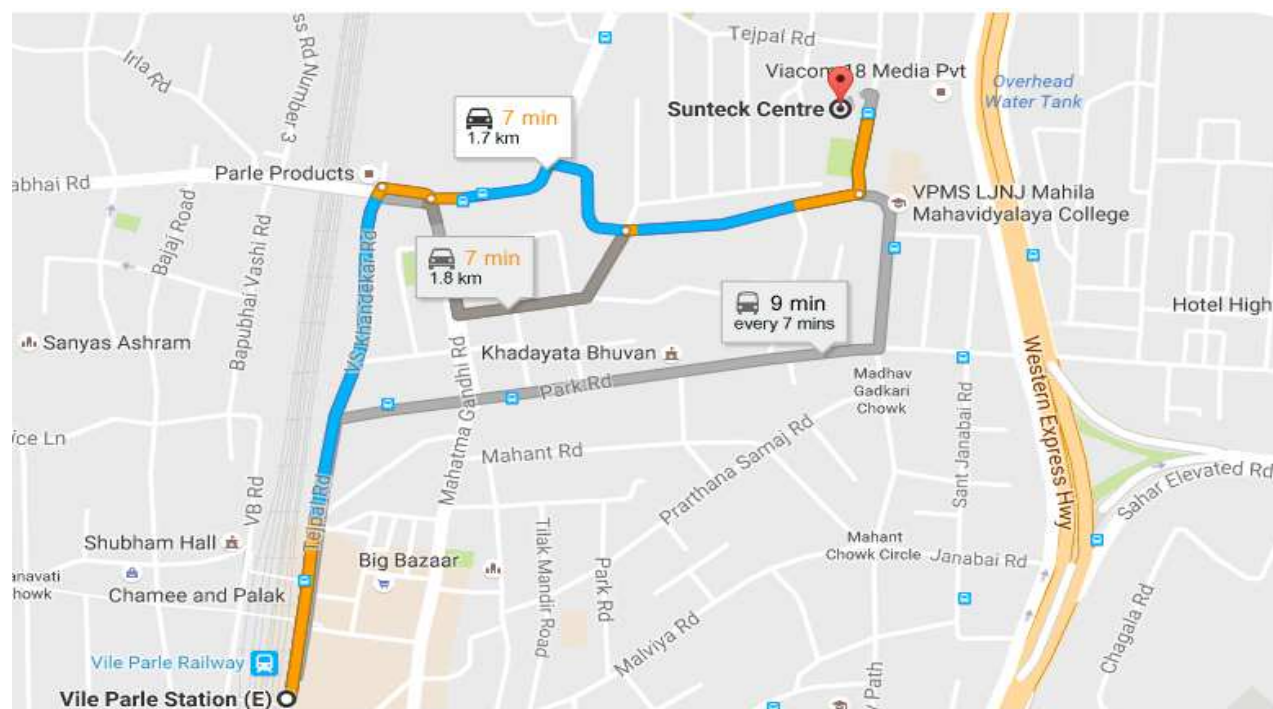 Tejpal Rd
Irla Rd
ss Rd Number 3
Viacom 18 Media Pvt
Overhead
Water Tank
Sunteck Centre
7 min
1.7 km
Parle Products
abhai Rd
VPMS LJNJ Mahila
Mahavidyalaya College
Bajaj Road
Bapubhai Vashi Rd
VS Khandekar Rd
7 min
1.8 km
9 min
every 7 mins
Hotel High
Sanyas Ashram
Khadayata Bhuvan
Park Rd
Madhav
Gadkari
Chowk
Western Express Hwy
Mahatma Gandhi Rd
Sant Janabai Rd
vice Ln
Mahant Rd
Prarthana Samaj Rd
Sahar Elevated Rd
VB Rd
Tejpal Rd
Shubham Hall
Mahant
Chowk Circle
Janabai Rd
Big Bazaar
anavati
howk
Chamee and Palak
Tilak Mandir Road
Park Rd
Malviya Rd
Chagala Rd
Vile Parle Railway
Vile Parle Station (E)
Path